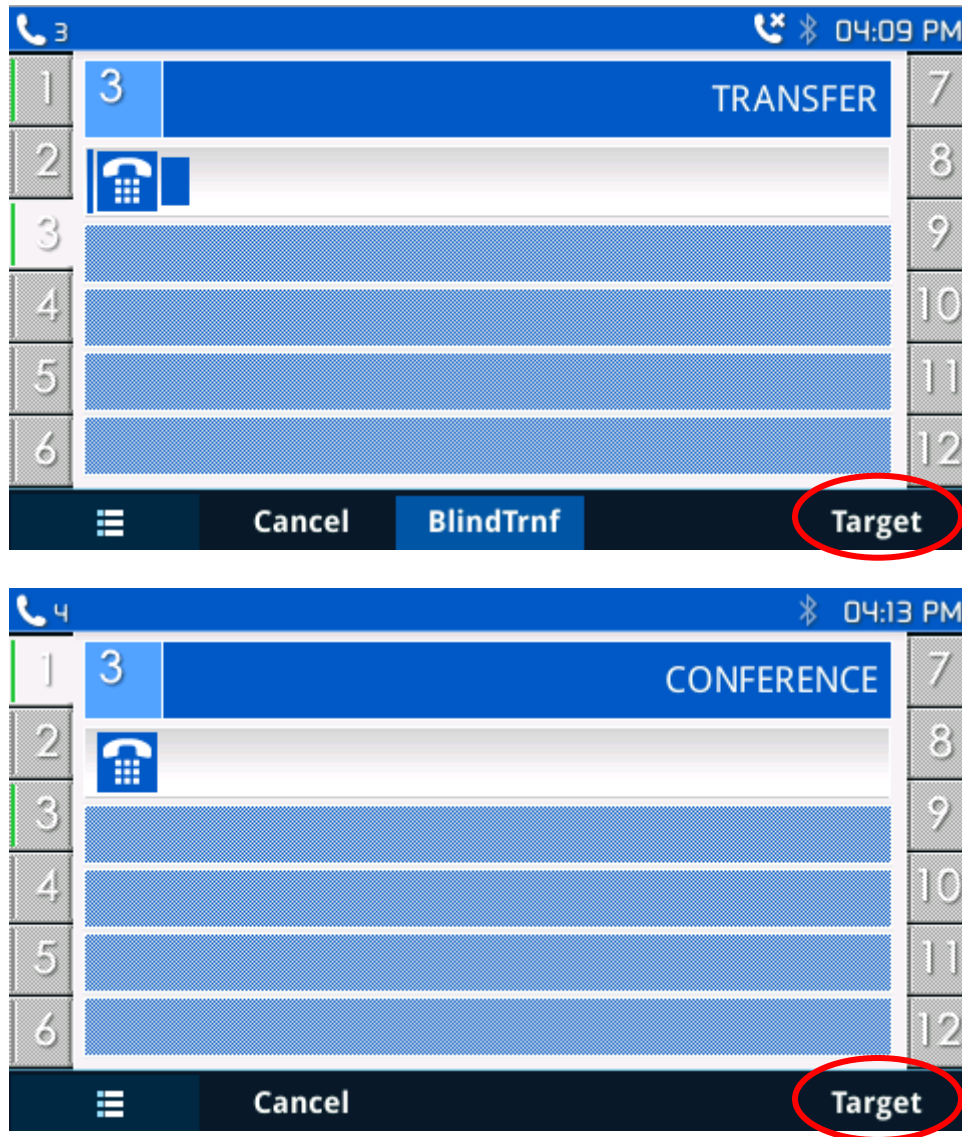 3 04:09 PM
1 3 TRANSFER 7
2 8
3 9
4 10
5 11
6 12
Cancel BlindTrnf Target
4 04:13 PM
1 3 CONFERENCE 7
2 8
3 9
4 10
5 11
6 12
Cancel Target